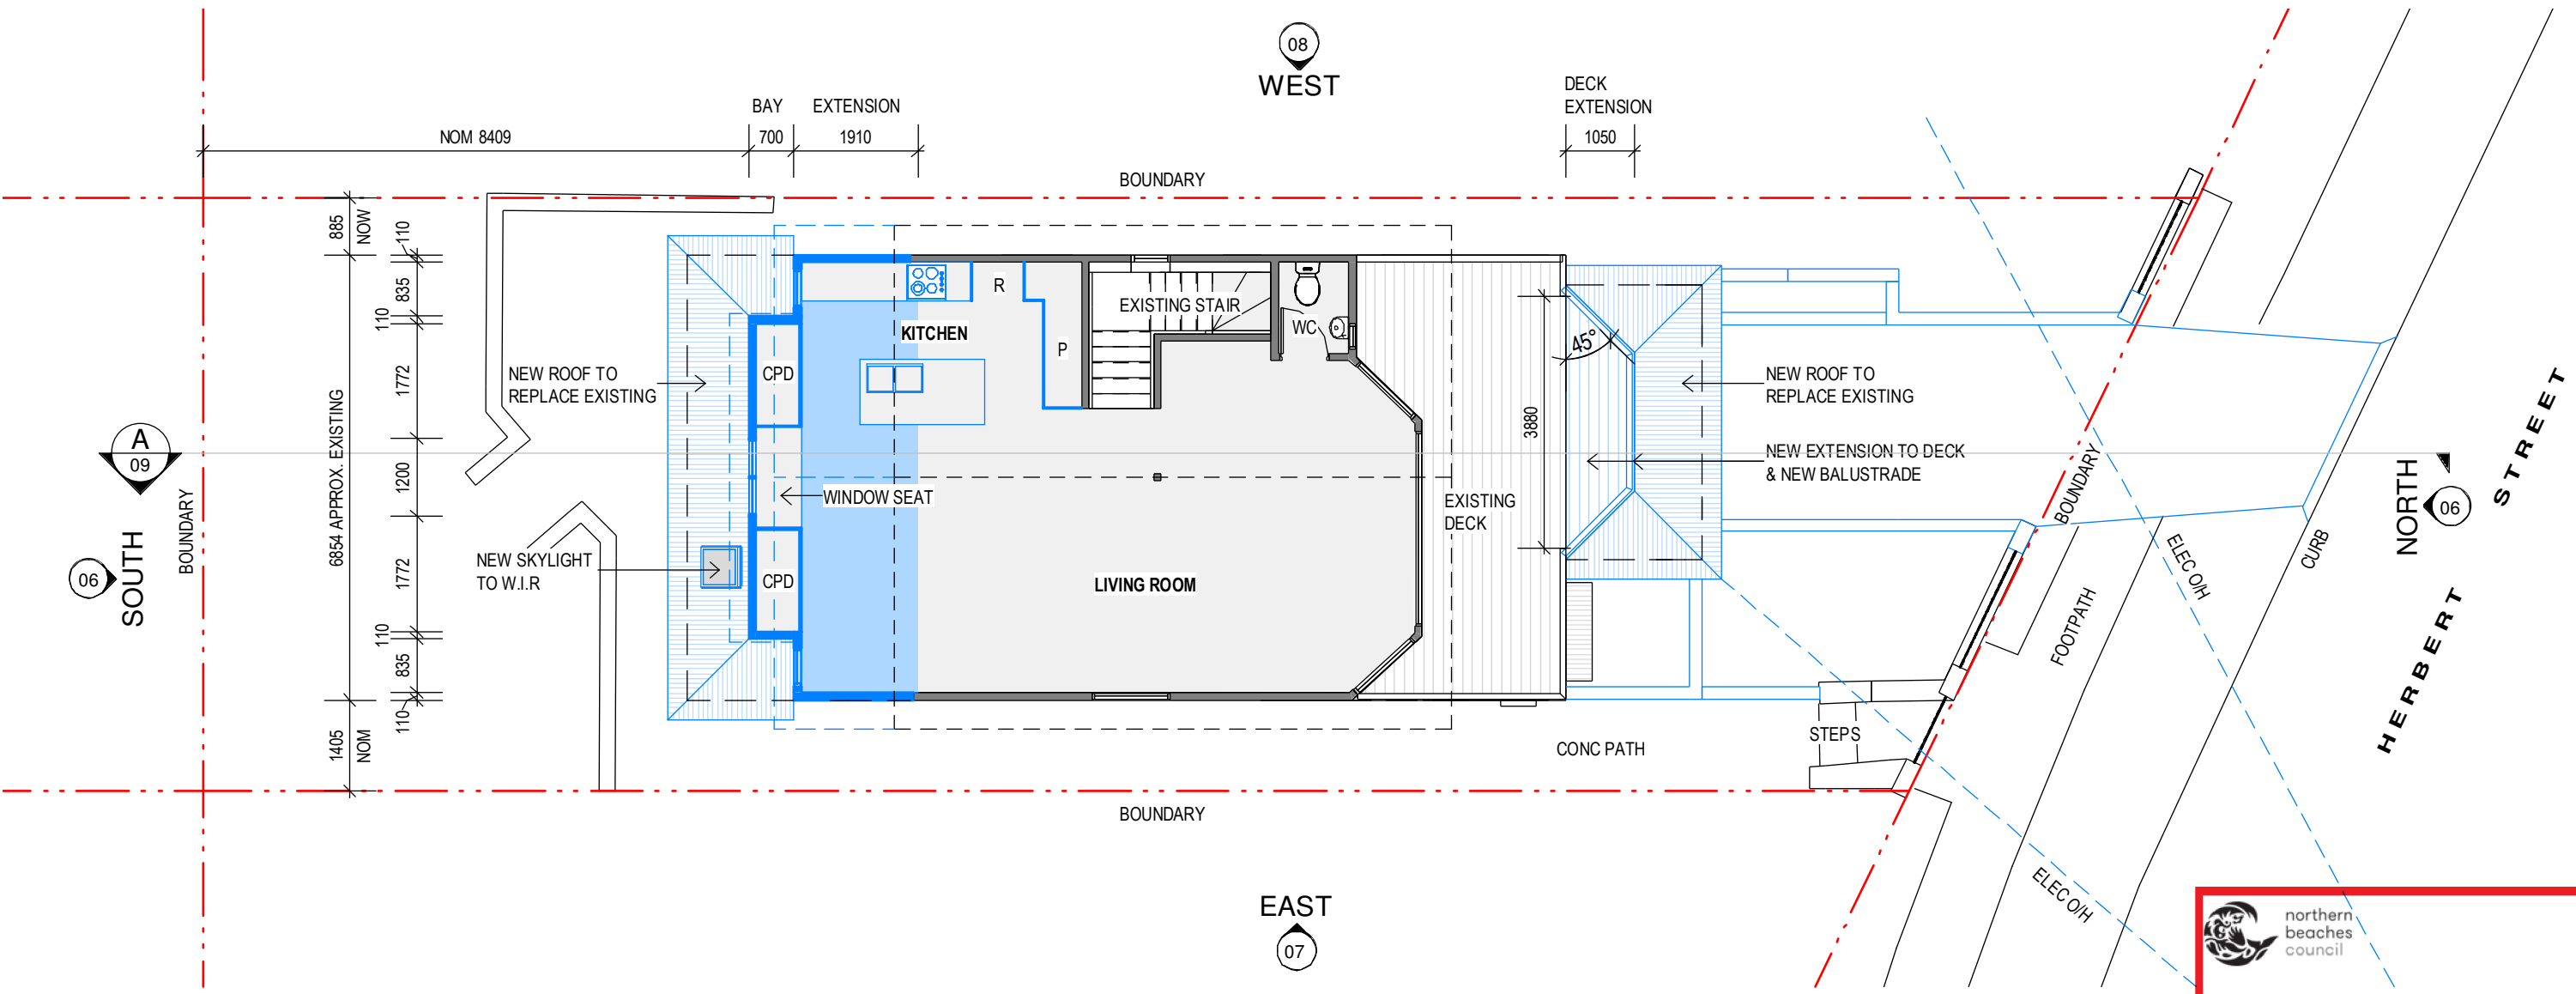 08
WEST
DECK
EXTENSION
1050
BAY
EXTENSION
NOM 8409
700
1910
BOUNDARY
885
NOW
110
835
110
1772
6854 APPROX. EXISTING
1200
1772
110
835
110
1405
NOM
A
09
BOUNDARY
SOUTH
06
NEW ROOF TO
REPLACE EXISTING
NEW SKYLIGHT
TO W.I.R
CPD
CPD
WINDOW SEAT
KITCHEN
R
P
EXISTING STAIR
WC
LIVING ROOM
EXISTING
DECK
3880
45°
NEW ROOF TO
REPLACE EXISTING
NEW EXTENSION TO DECK
& NEW BALUSTRADE
BOUNDARY
ELEC O/H
CURB
FOOTPATH
NORTH
06
HERBERT STREET
STEPS
CONC PATH
BOUNDARY
ELEC O/H
EAST
07
northern
beaches
council